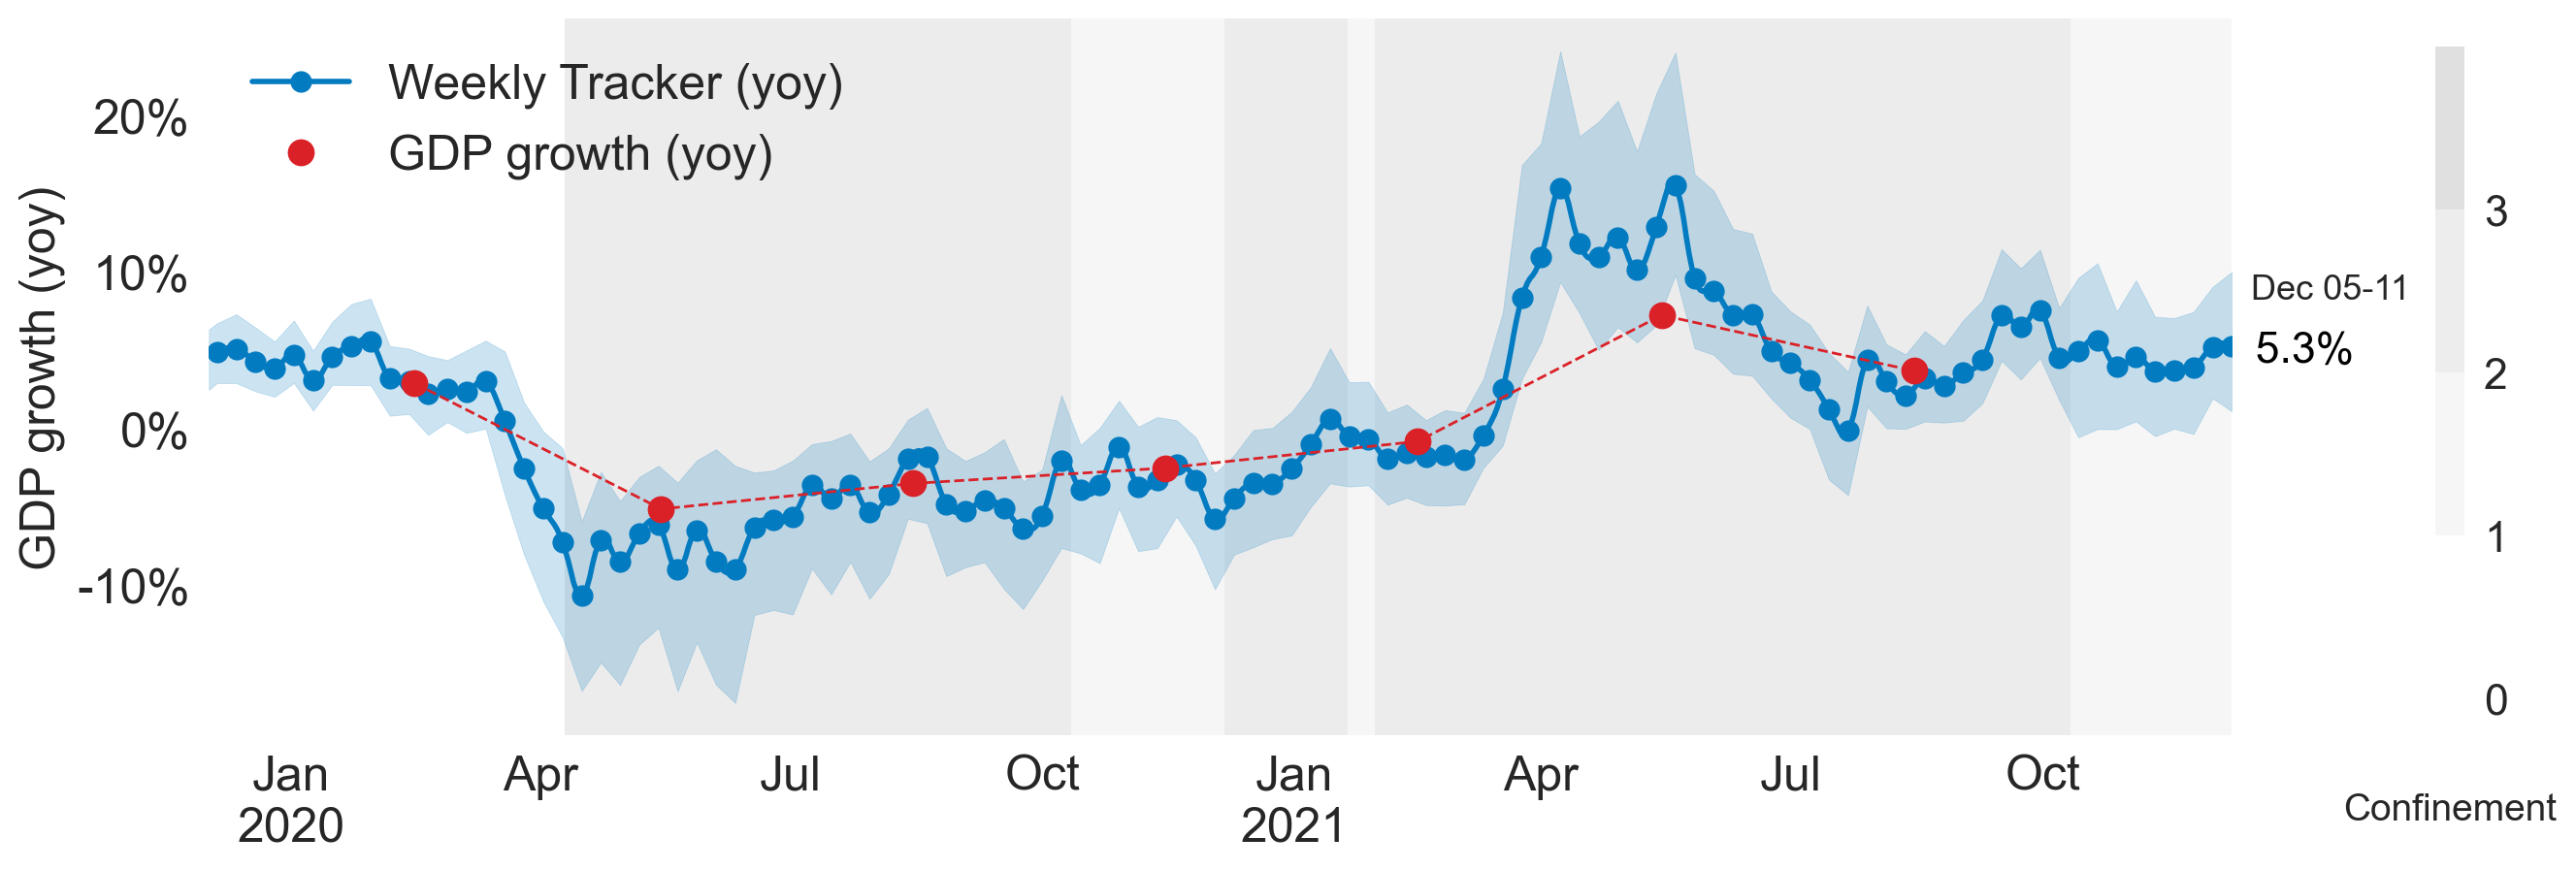 Weekly Tracker (yoy)
GDP growth (yoy)
GDP growth (yoy)
20%
10%
0%
-10%
Jan
2020
Apr
Jul
Oct
Jan
2021
Apr
Jul
Oct
Dec 05-11
5.3%
3
2
1
0
Confinement